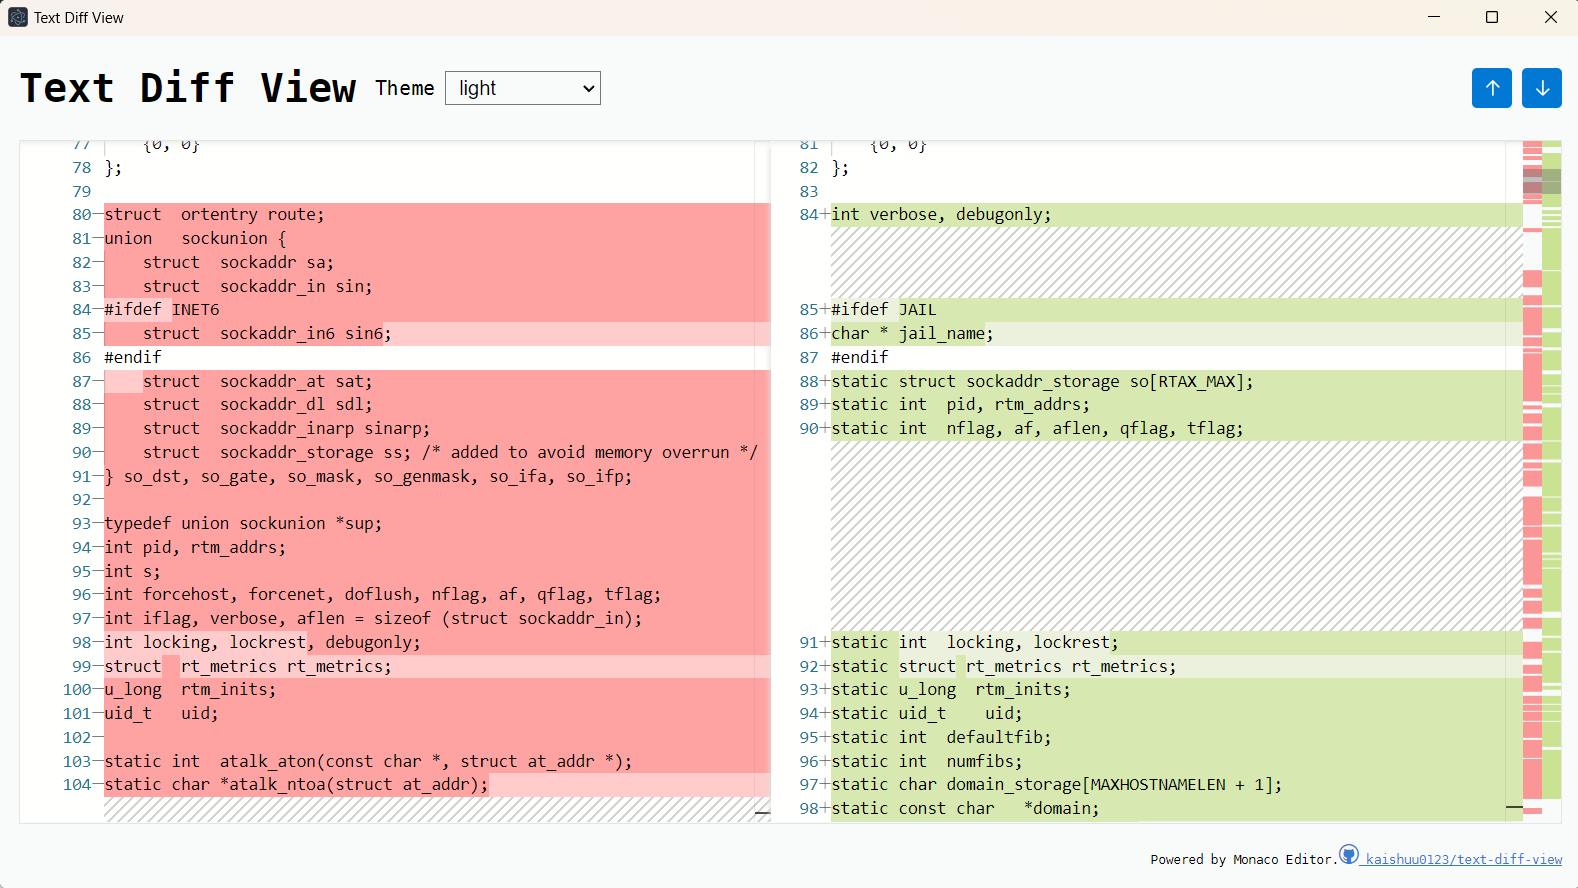 Text Diff View
Text Diff View Theme light
77 {0, 0}
78 };
79
80 struct  ortentry route;
81 union   sockunion {
82     struct  sockaddr sa;
83     struct  sockaddr_in sin;
84 #ifdef INET6
85     struct  sockaddr_in6 sin6;
86 #endif
87     struct  sockaddr_at sat;
88     struct  sockaddr_dl sdl;
89     struct  sockaddr_inarp sinarp;
90     struct  sockaddr_storage ss; /* added to avoid memory overrun */
91 } so_dst, so_gate, so_mask, so_genmask, so_ifa, so_ifp;
92
93 typedef union sockunion *sup;
94 int pid, rtm_addrs;
95 int s;
96 int forcehost, forcenet, doflush, nflag, af, qflag, tflag;
97 int iflag, verbose, aflen = sizeof (struct sockaddr_in);
98 int locking, lockrest, debugonly;
99 struct  rt_metrics rt_metrics;
100 u_long  rtm_inits;
101 uid_t   uid;
102
103 static int  atalk_aton(const char *, struct at_addr *);
104 static char *atalk_ntoa(struct at_addr);
81 {0, 0}
82 };
83
84+ int verbose, debugonly;
85+ #ifdef JAIL
86+ char * jail_name;
87 #endif
88+ static struct sockaddr_storage so[RTAX_MAX];
89+ static int  pid, rtm_addrs;
90+ static int  nflag, af, aflen, qflag, tflag;
91+ static int  locking, lockrest;
92+ static struct rt_metrics rt_metrics;
93+ static u_long  rtm_inits;
94+ static uid_t    uid;
95+ static int  defaultfib;
96+ static int  numfibs;
97+ static char domain_storage[MAXHOSTNAMELEN + 1];
98+ static const char   *domain;
Powered by Monaco Editor. kaishuu0123/text-diff-view